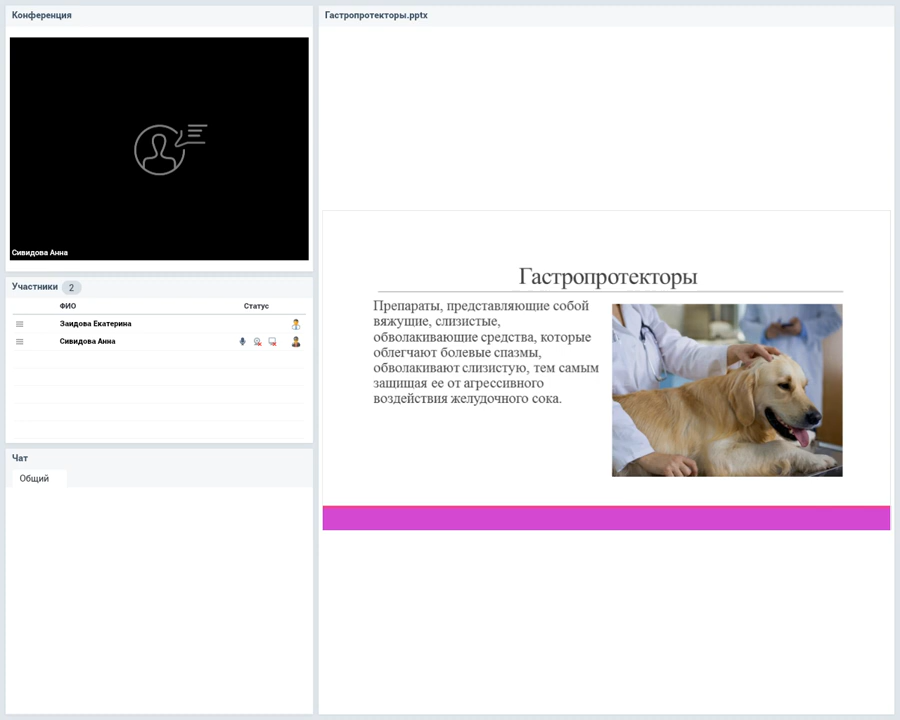 Конференция
Сивидова Анна
Участники 2
ФИО Статус
Заидова Екатерина
Сивидова Анна
Чат
Общий
Гастропротекторы.pptx
Гастропротекторы
Препараты, представляющие собой
вяжущие, слизистые,
обволакивающие средства, которые
облегчают болевые спазмы,
обволакивают слизистую, тем самым
защищая ее от агрессивного
воздействия желудочного сока.